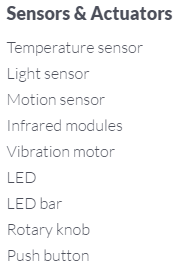 Sensors & Actuators
Temperature sensor
Light sensor
Motion sensor
Infrared modules
Vibration motor
LED
LED bar
Rotary knob
Push button